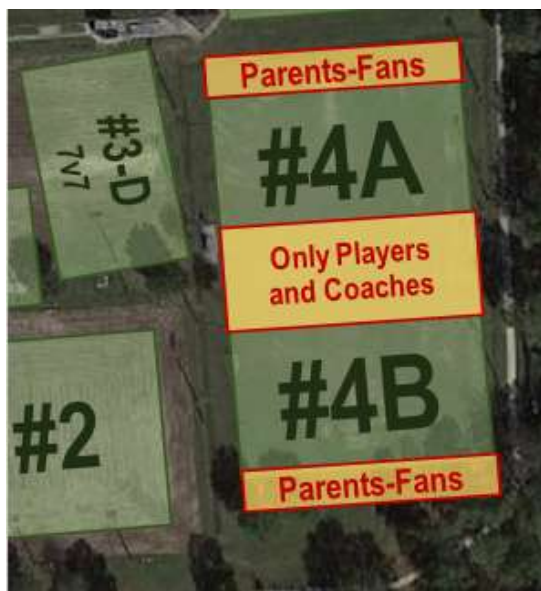 Parents-Fans
#3-D
7v7
#4A
Only Players
and Coaches
#4B
#2
Parents-Fans